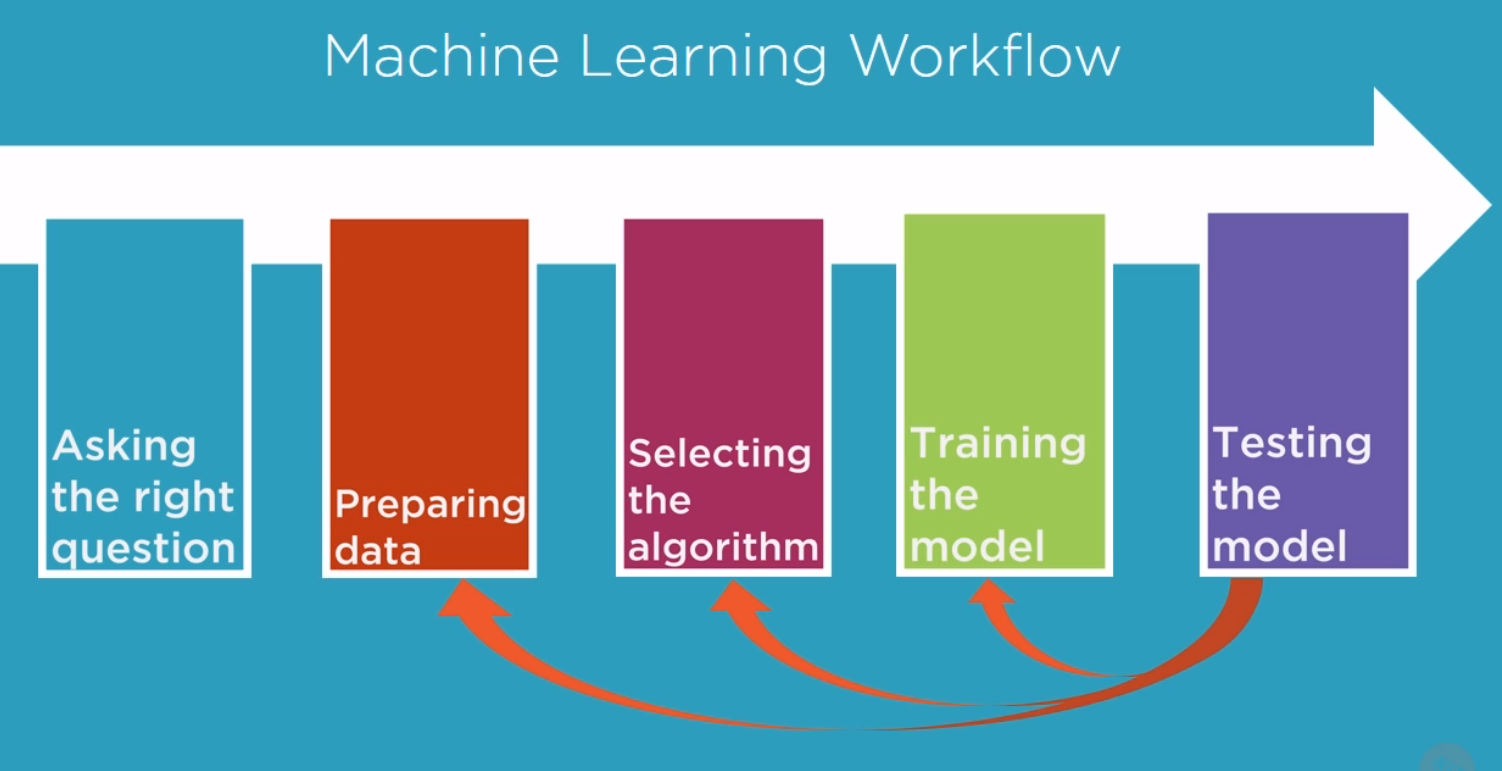 Machine Learning Workflow
Asking
the right
question
Preparing
data
Selecting
the
algorithm
Training
the
model
Testing
the
model